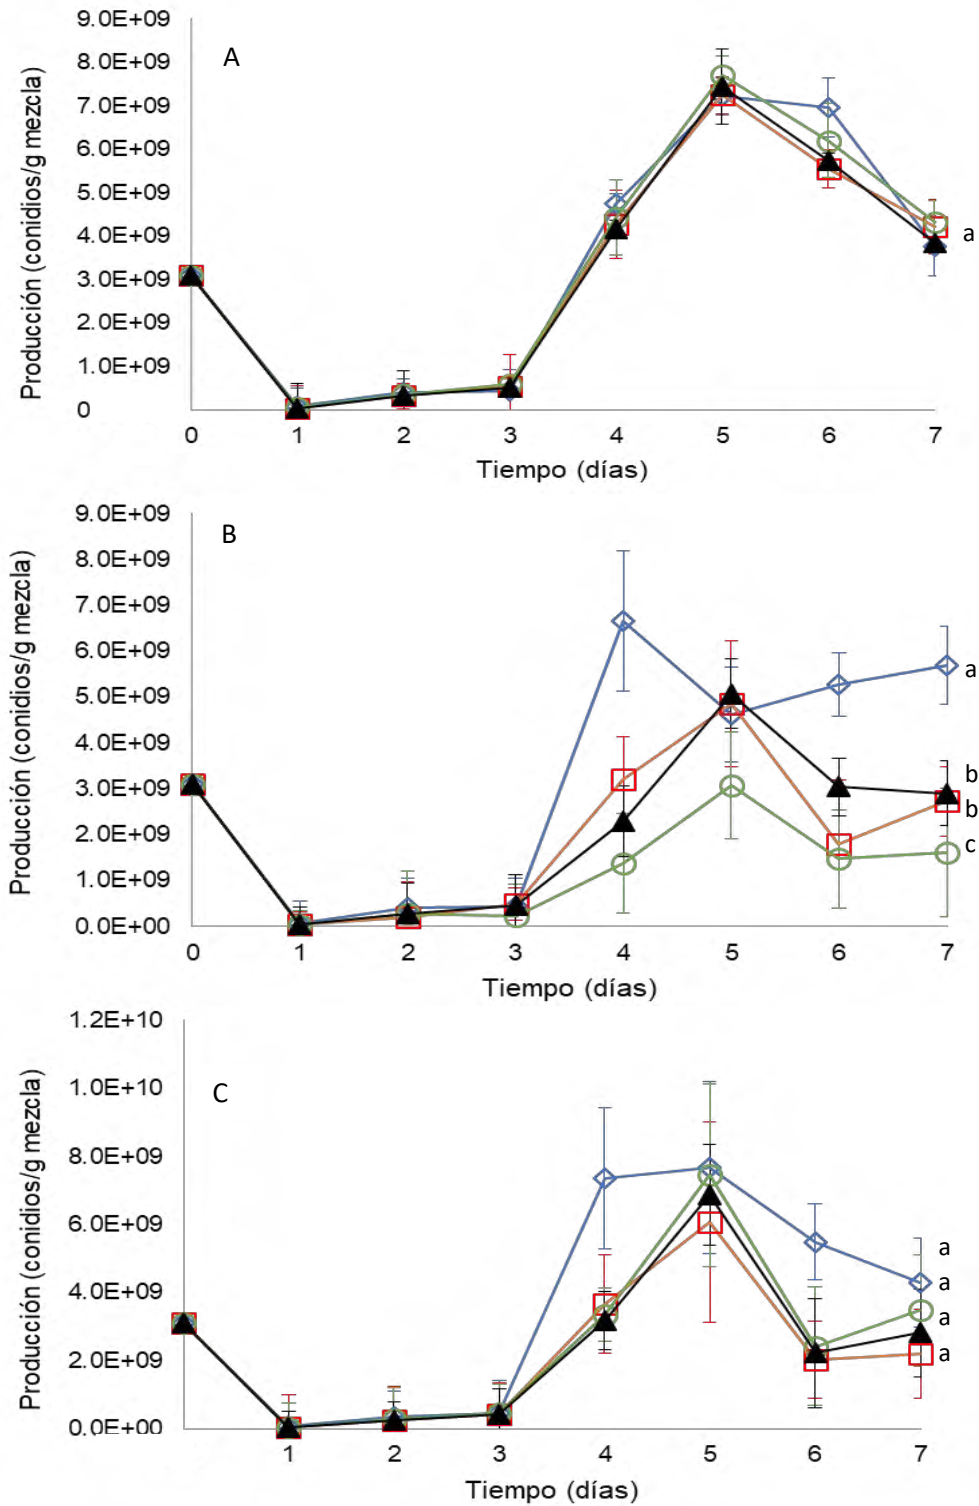 A
Producción (conidios/g mezcla)
9.0E+09
8.0E+09
7.0E+09
6.0E+09
5.0E+09
4.0E+09
3.0E+09
2.0E+09
1.0E+09
0
a
0 1 2 3 4 5 6 7
Tiempo (días)
B
Producción (conidios/g mezcla)
9.0E+09
8.0E+09
7.0E+09
6.0E+09
5.0E+09
4.0E+09
3.0E+09
2.0E+09
1.0E+09
0.0E+00
a
b
b
c
0 1 2 3 4 5 6 7
Tiempo (días)
C
Producción (conidios/g mezcla)
1.2E+10
1.0E+10
8.0E+09
6.0E+09
4.0E+09
2.0E+09
0.0E+00
a
a
a
a
1 2 3 4 5 6 7
Tiempo (días)